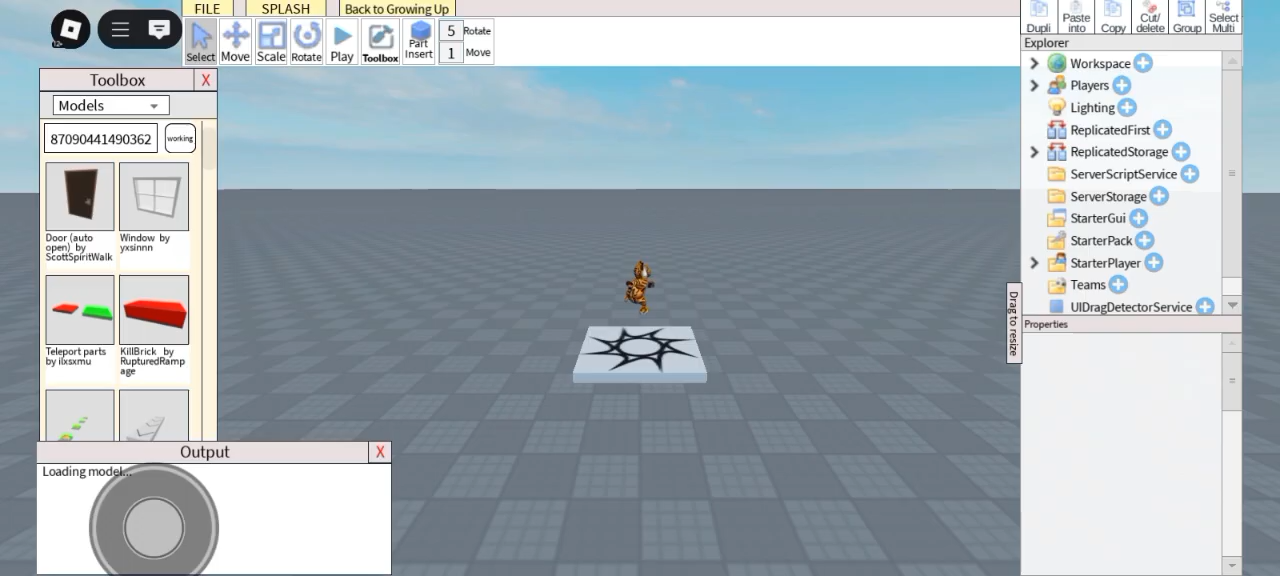 FILE
SPLASH
Back to Growing Up
Select
Move
Scale
Rotate
Play
Toolbox
Part
Insert
5 Rotate
1 Move
Dupli
Paste
into
Copy
Cut/
delete
Group
Select
Multi
Toolbox
X
Models
87090441490362
working
Door (auto
open) by
ScottSpiritWalk
Window by
yxsinnn
Teleport parts
by ilxsxmu
KillBrick by
RupturedRamp
age
Output
X
Loading model...
Explorer
Workspace
Players
Lighting
ReplicatedFirst
ReplicatedStorage
ServerScriptService
ServerStorage
StarterGui
StarterPack
StarterPlayer
Teams
UIDragDetectorService
Drag to resize
Properties